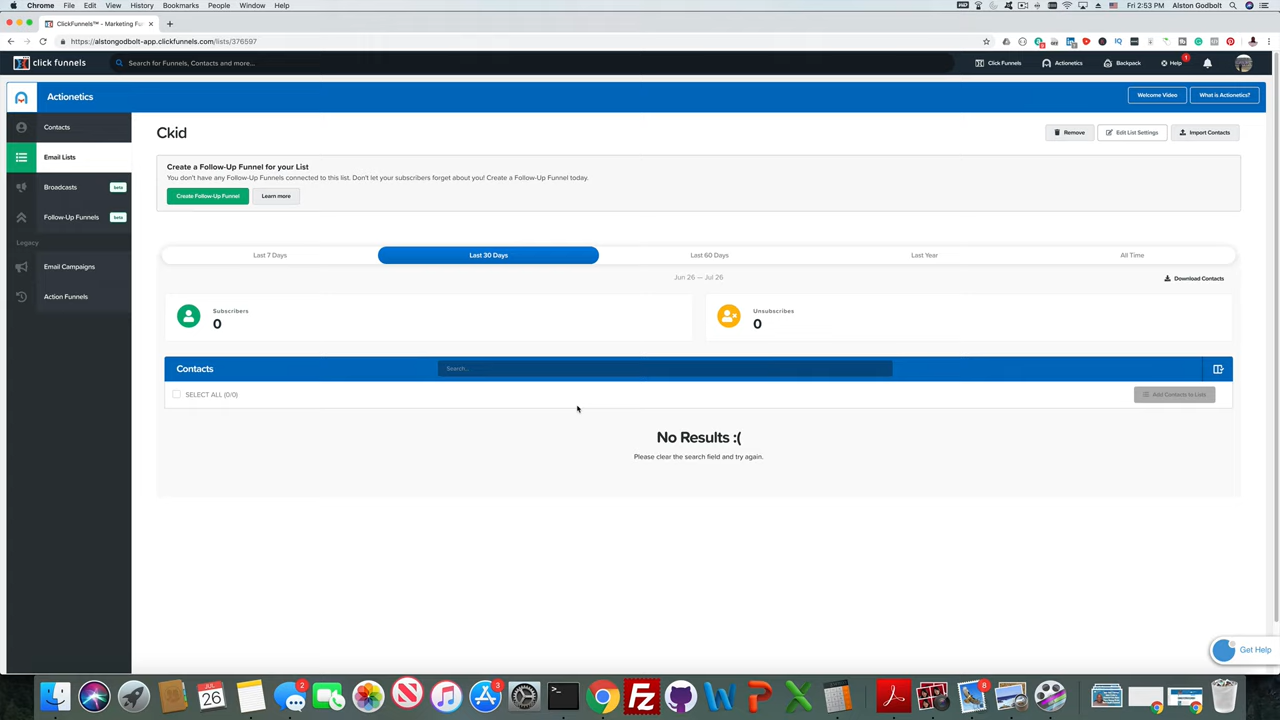 Chrome File Edit View History Bookmarks People Window Help Fri 2:53 PM Alston Godbolt
ClickFunnels™ - Marketing Fu
https://alstongodbolt-app.clickfunnels.com/lists/376597
click funnels Search for Funnels, Contacts and more... Click Funnels Actionetics Backpack Help 1
Actionetics Welcome Video What is Actionetics?
Contacts
Email Lists
Broadcasts beta
Follow-Up Funnels beta
Legacy
Email Campaigns
Action Funnels
Ckid Remove Edit List Settings Import Contacts
Create a Follow-Up Funnel for your List
You don't have any Follow-Up Funnels connected to this list. Don't let your subscribers forget about you! Create a Follow-Up Funnel today.
Create Follow-Up Funnel Learn more
Last 7 Days Last 30 Days Last 60 Days Last Year All Time
Jun 26 — Jul 26 Download Contacts
Subscribers
0
Unsubscribes
0
Contacts Search...
SELECT ALL (0/0) Add Contacts to Lists
No Results :(
Please clear the search field and try again.
Get Help
JUL
26
2
3
8